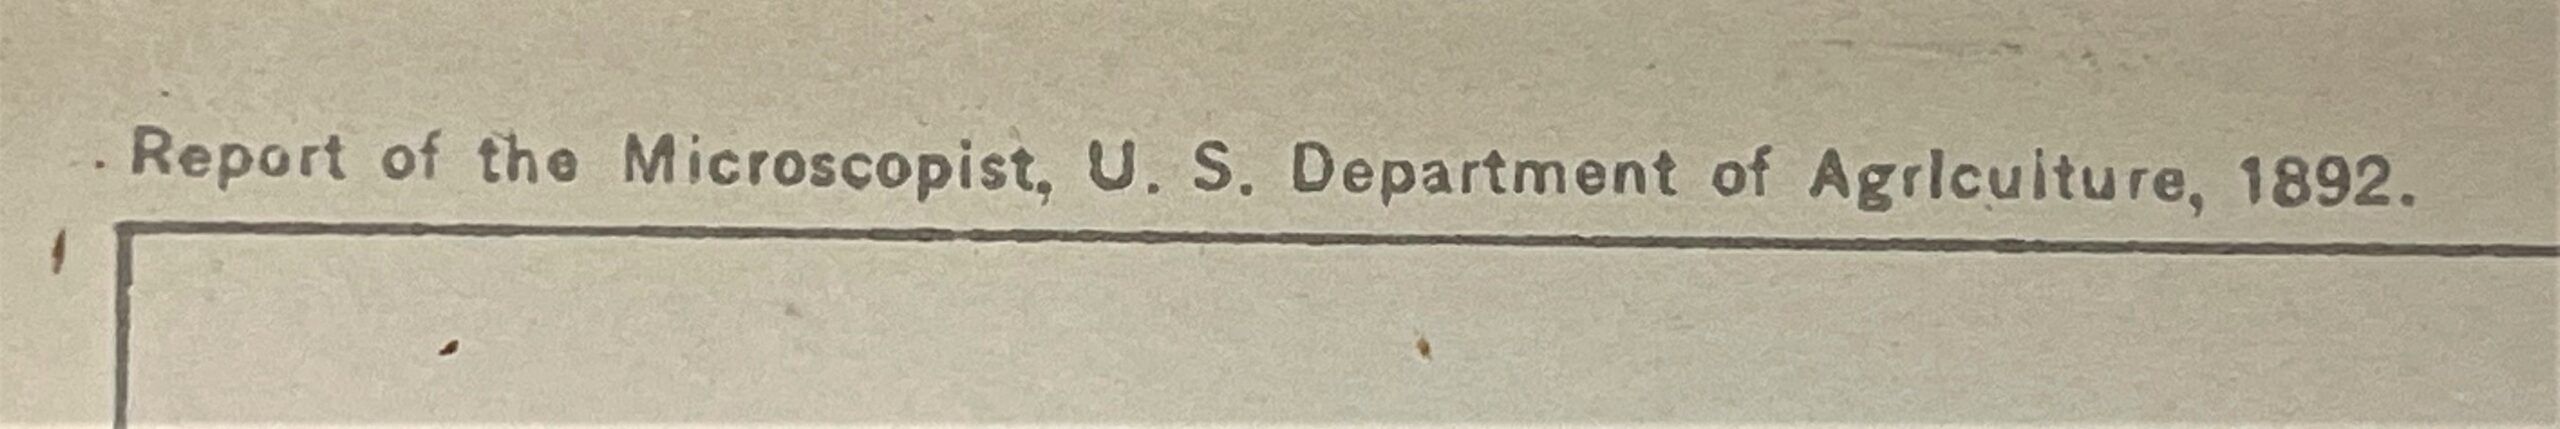 Report of the Microscopist, U. S. Department of Agriculture, 1892.